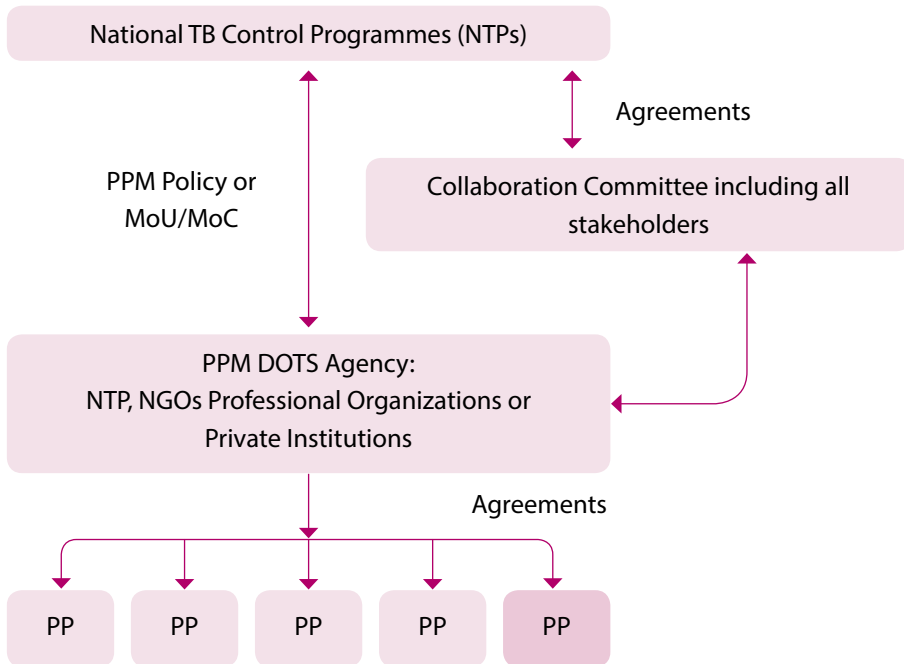 National TB Control Programmes (NTPs)
Agreements
PPM Policy or
MoU/MoC
Collaboration Committee including all
stakeholders
PPM DOTS Agency:
NTP, NGOs Professional Organizations or
Private Institutions
Agreements
PP PP PP PP PP